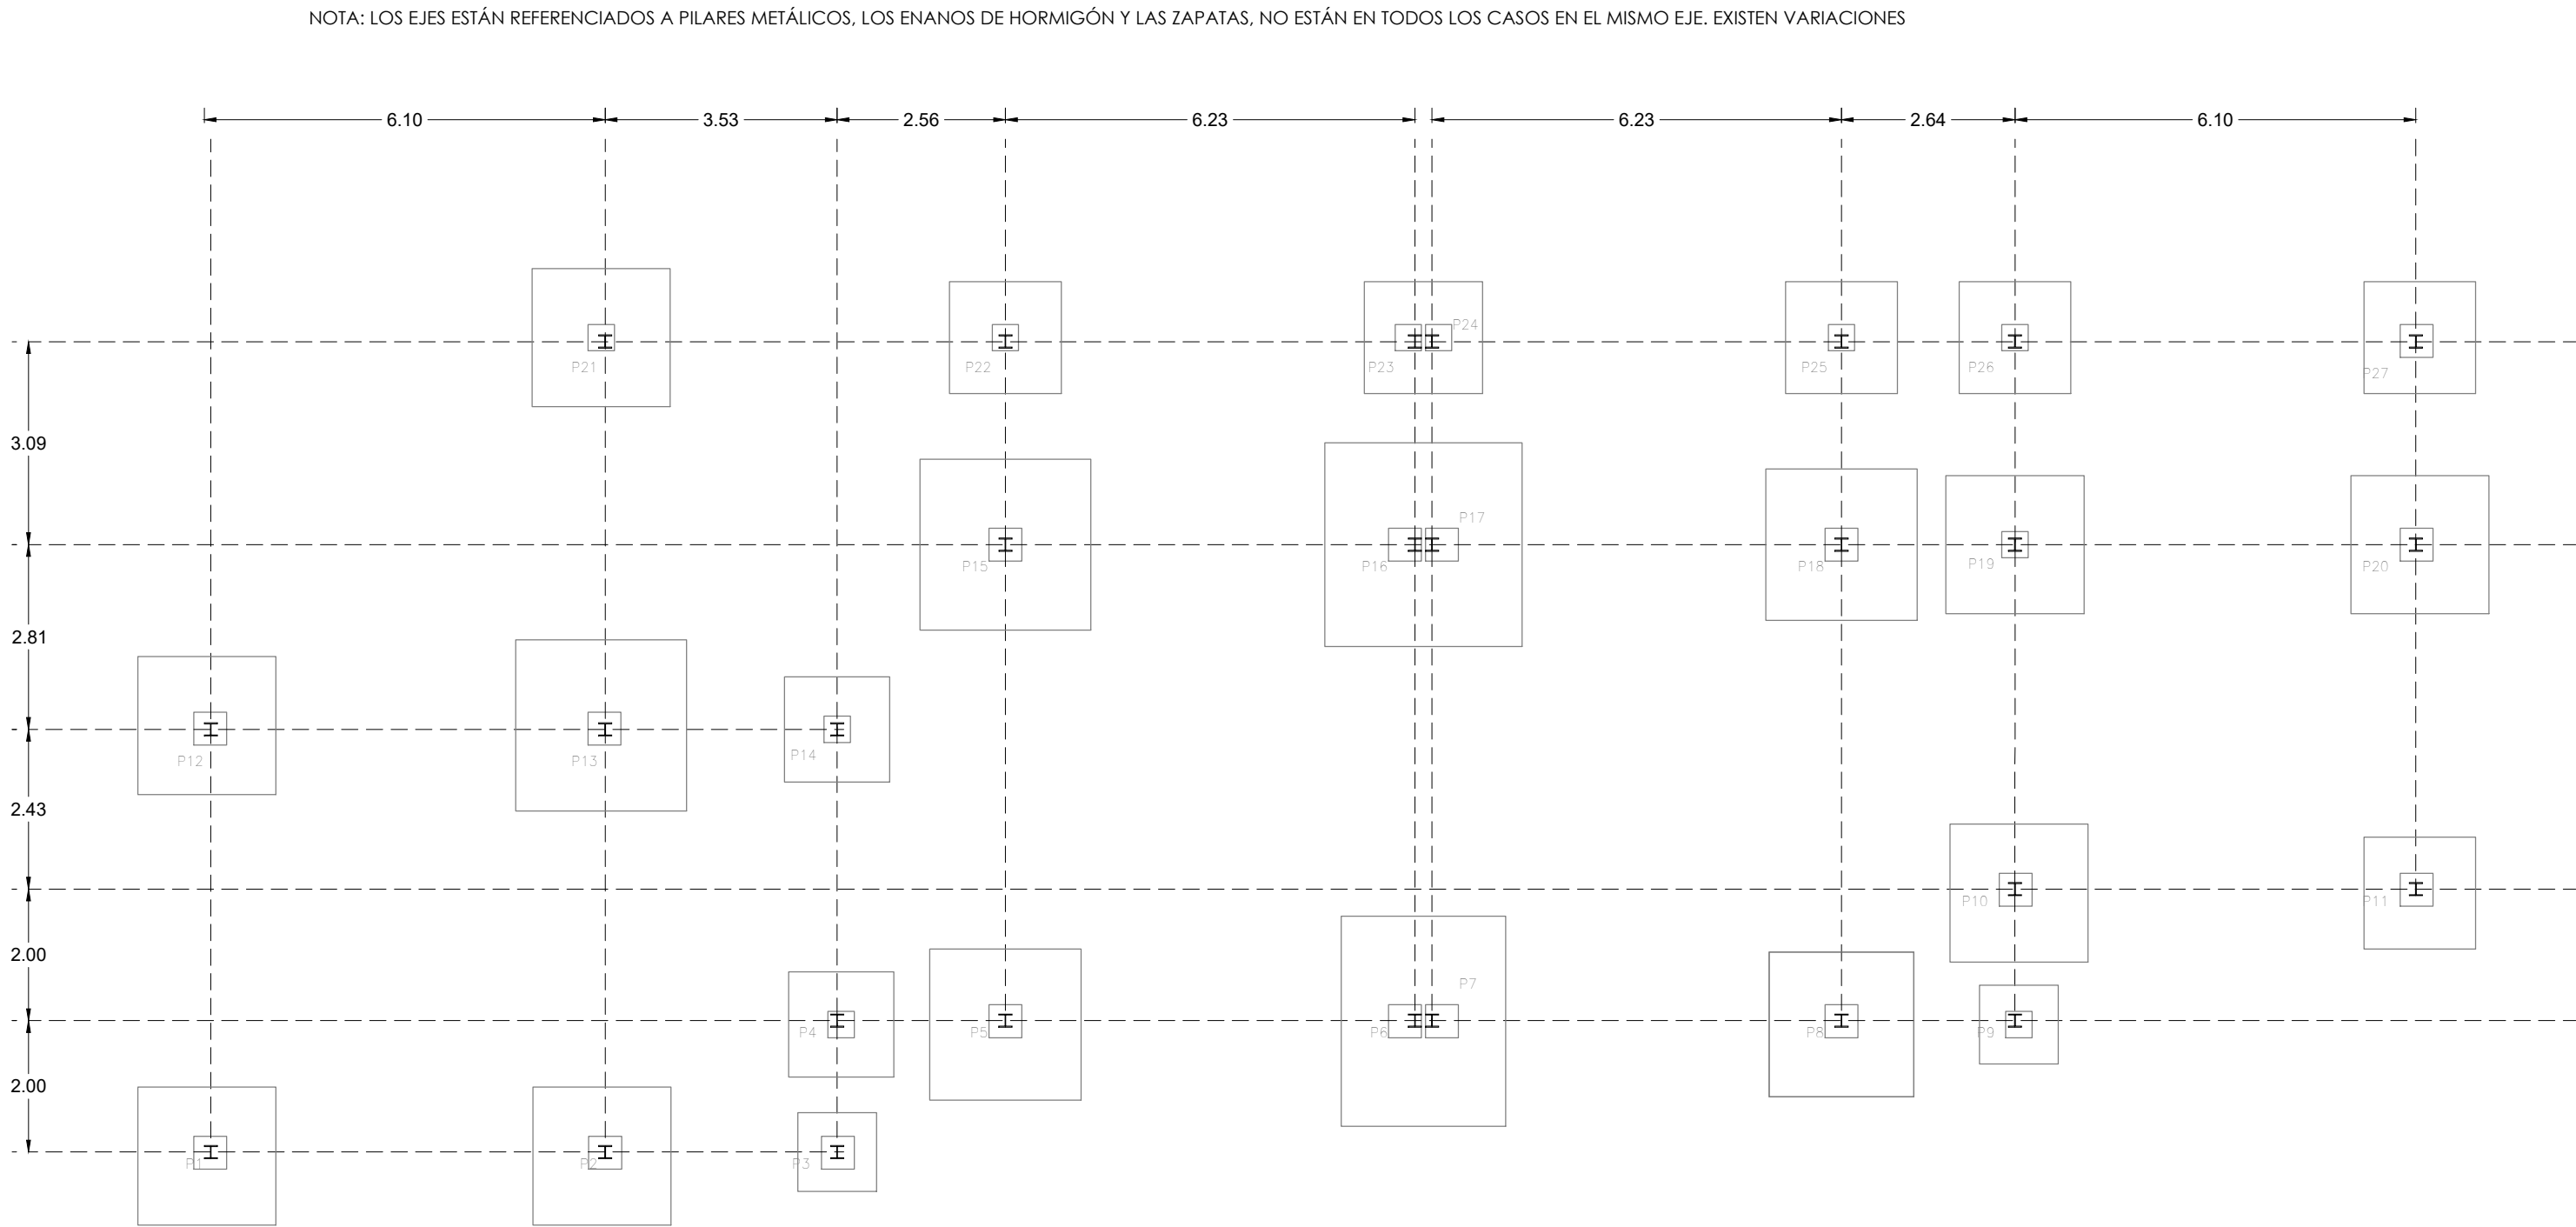 NOTA: LOS EJES ESTÁN REFERENCIADOS A PILARES METÁLICOS, LOS ENANOS DE HORMIGÓN Y LAS ZAPATAS, NO ESTÁN EN TODOS LOS CASOS EN EL MISMO EJE. EXISTEN VARIACIONES
6.10 3.53 2.56 6.23 6.23 2.64 6.10
P24
P21 P22 P23 P25 P26 P27
3.09
P17
P15 P16 P18 P19 P20
2.81
P12 P13 P14
2.43
P10 P11
2.00
P7
P4 P5 P6 P8 P9
2.00
P1 P2 P3